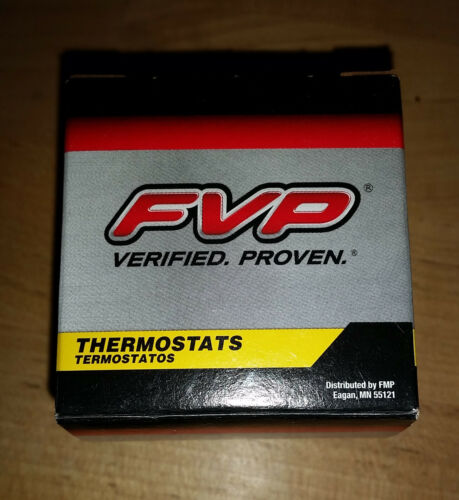 FVP®
VERIFIED. PROVEN.®
THERMOSTATS
TERMOSTATOS
Distributed by FMP
Eagan, MN 55121